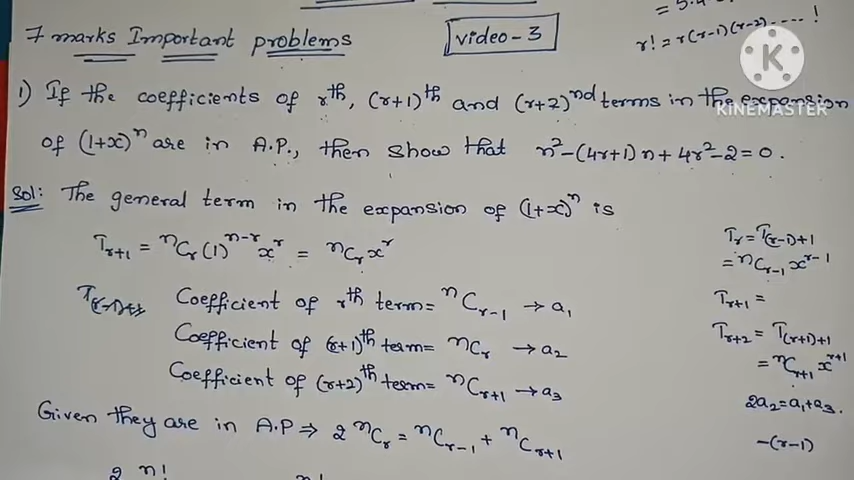 = 5.4.
r! = r(r-1)(r-2)-....!
7 marks Important problems
video-3
KINEMASTER
1) If the coefficients of rth, (r+1)th and (r+2)nd terms in the expansion
of (1+x)^n are in A.P., then show that n²-(4r+1)n+4r²-2=0.
Sol: The general term in the expansion of (1+x)^n is
T_{r+1} = ^nC_r (1)^{n-r} x^r = ^nC_r x^r
T_r = T_{(r-1)+1}
= ^nC_{r-1} x^{r-1}
Coefficient of rth term = ^nC_{r-1} → a₁
T_{r+1} =
Coefficient of (r+1)th term = ^nC_r → a₂
T_{r+2} = T_{(r+1)+1}
= ^nC_{r+1} x^{r+1}
Coefficient of (r+2)th term = ^nC_{r+1} → a₃
2a₂ = a₁+a₃.
Given they are in A.P ⇒ 2 ^nC_r = ^nC_{r-1} + ^nC_{r+1}
-(r-1)
2 n! n!